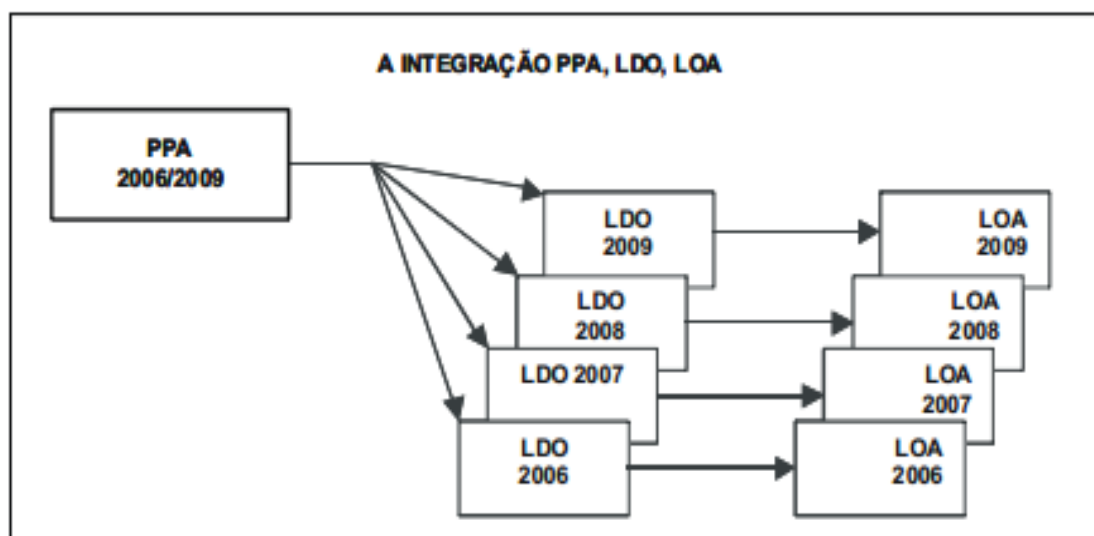 A INTEGRAÇÃO PPA, LDO, LOA
PPA
2006/2009
LDO
2009
LOA
2009
LDO
2008
LOA
2008
LDO 2007
LOA
2007
LDO
2006
LOA
2006